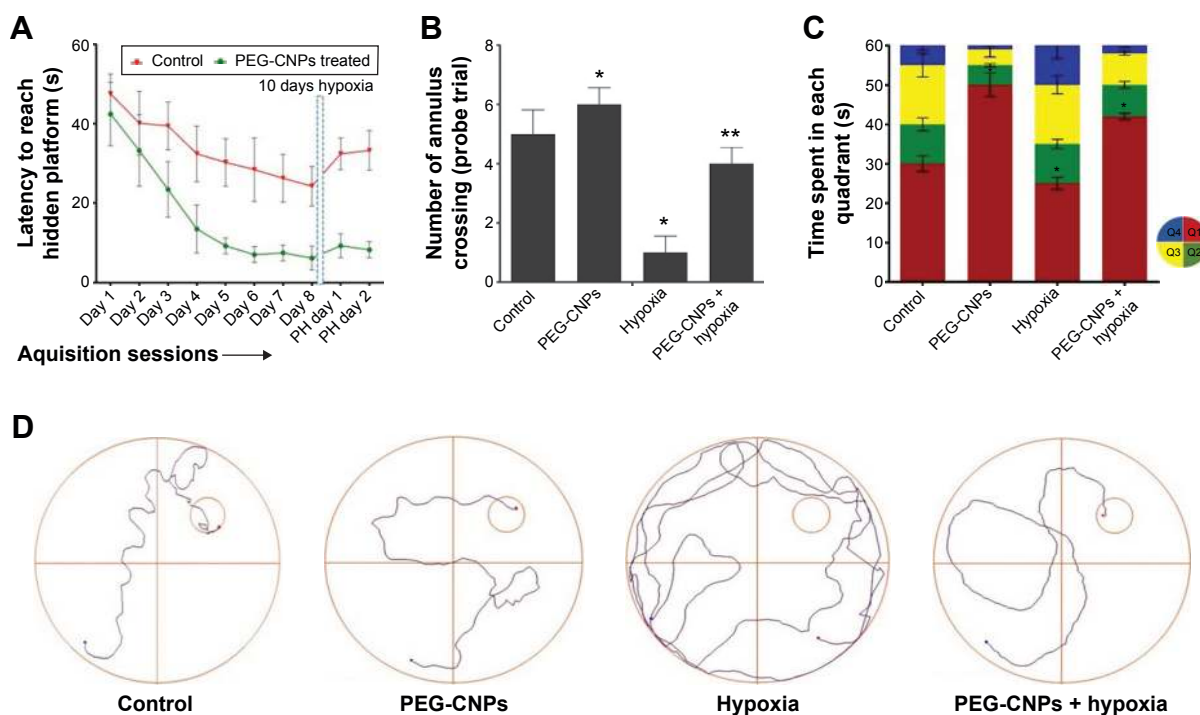 A
Latency to reach
hidden platform (s)
60
40
20
0
Control
PEG-CNPs treated
10 days hypoxia
Day 1
Day 2
Day 3
Day 4
Day 5
Day 6
Day 7
Day 8
PH day 1
PH day 2
Aquisition sessions
B
Number of annulus
crossing (probe trial)
8
6
4
2
0
*
*
**
Control
PEG-CNPs
Hypoxia
PEG-CNPs +
hypoxia
C
Time spent in each
quadrant (s)
60
50
40
30
20
10
0
*
*
*
Control
PEG-CNPs
Hypoxia
PEG-CNPs +
hypoxia
Q4 Q1
Q3 Q2
D
Control
PEG-CNPs
Hypoxia
PEG-CNPs + hypoxia